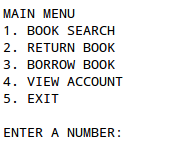 MAIN MENU
1. BOOK SEARCH
2. RETURN BOOK
3. BORROW BOOK
4. VIEW ACCOUNT
5. EXIT
ENTER A NUMBER: